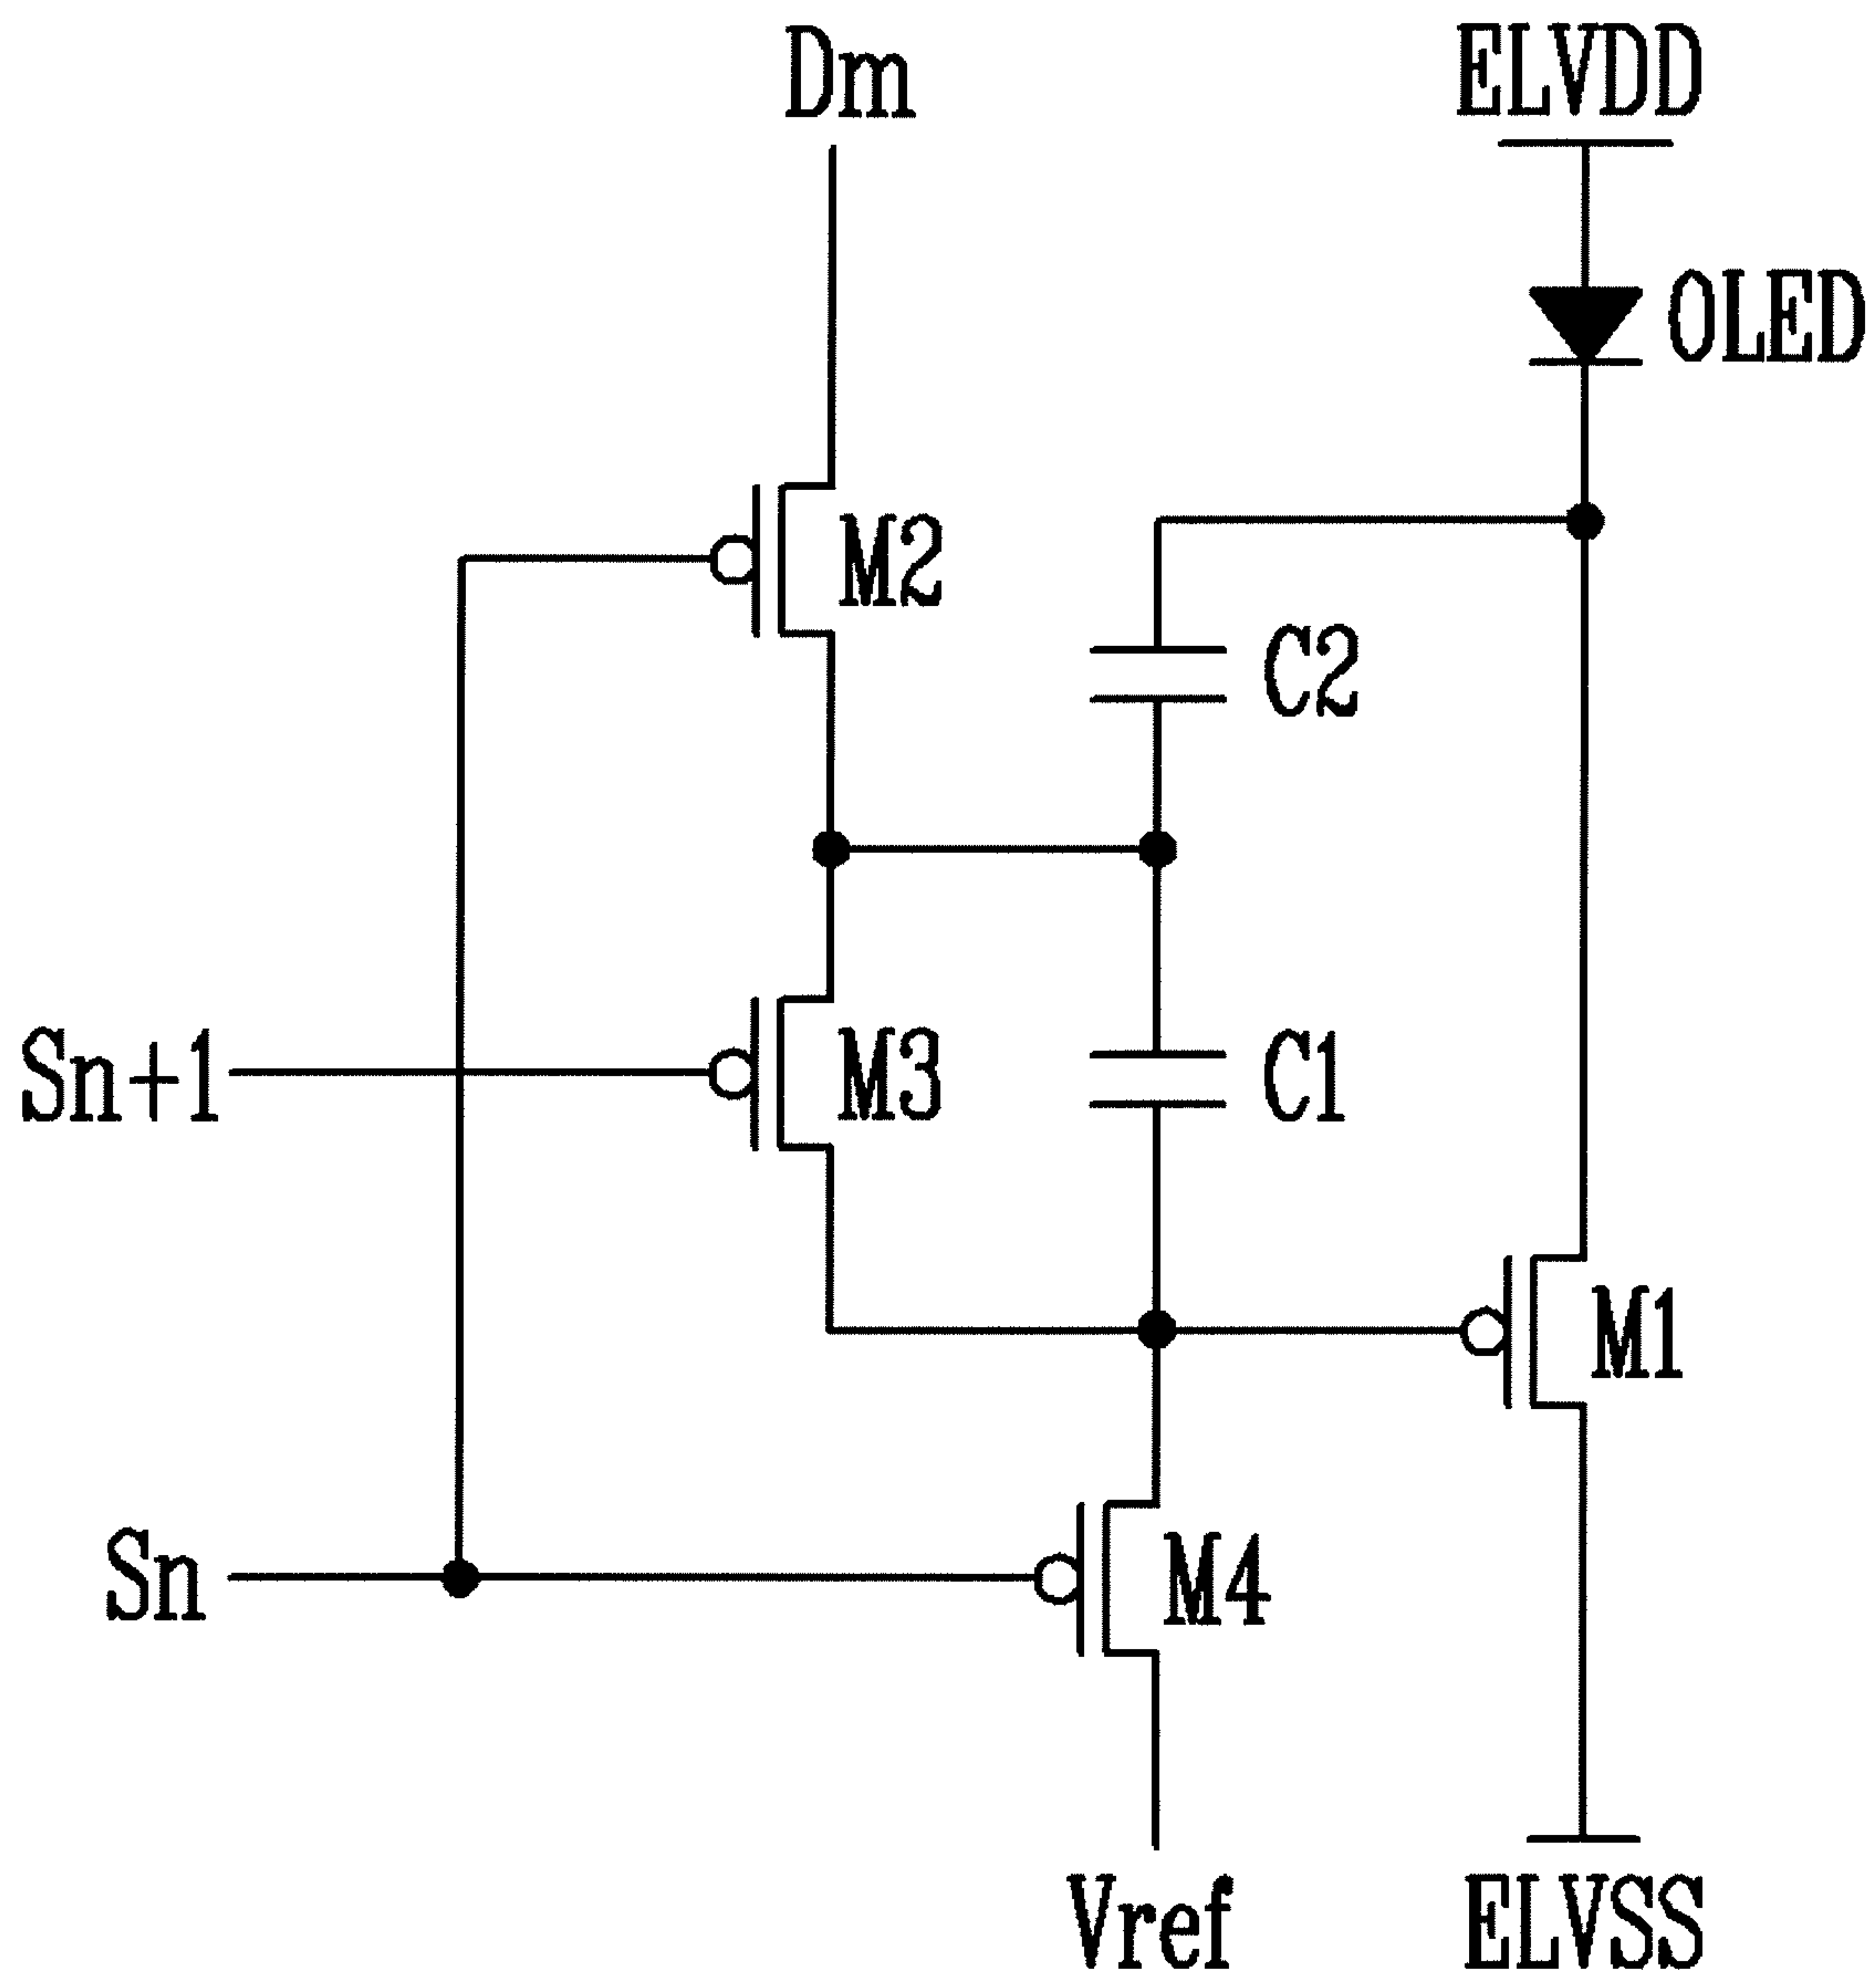 Dm
ELVDD
OLED
M2
C2
Sn+1
M3
C1
M1
Sn
M4
Vref
ELVSS